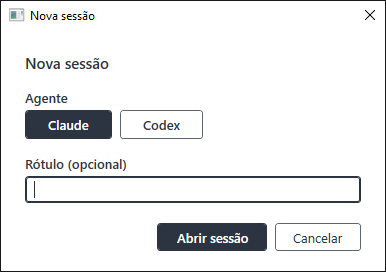 Nova sessão
Nova sessão
Agente
Claude
Codex
Rótulo (opcional)
Abrir sessão
Cancelar